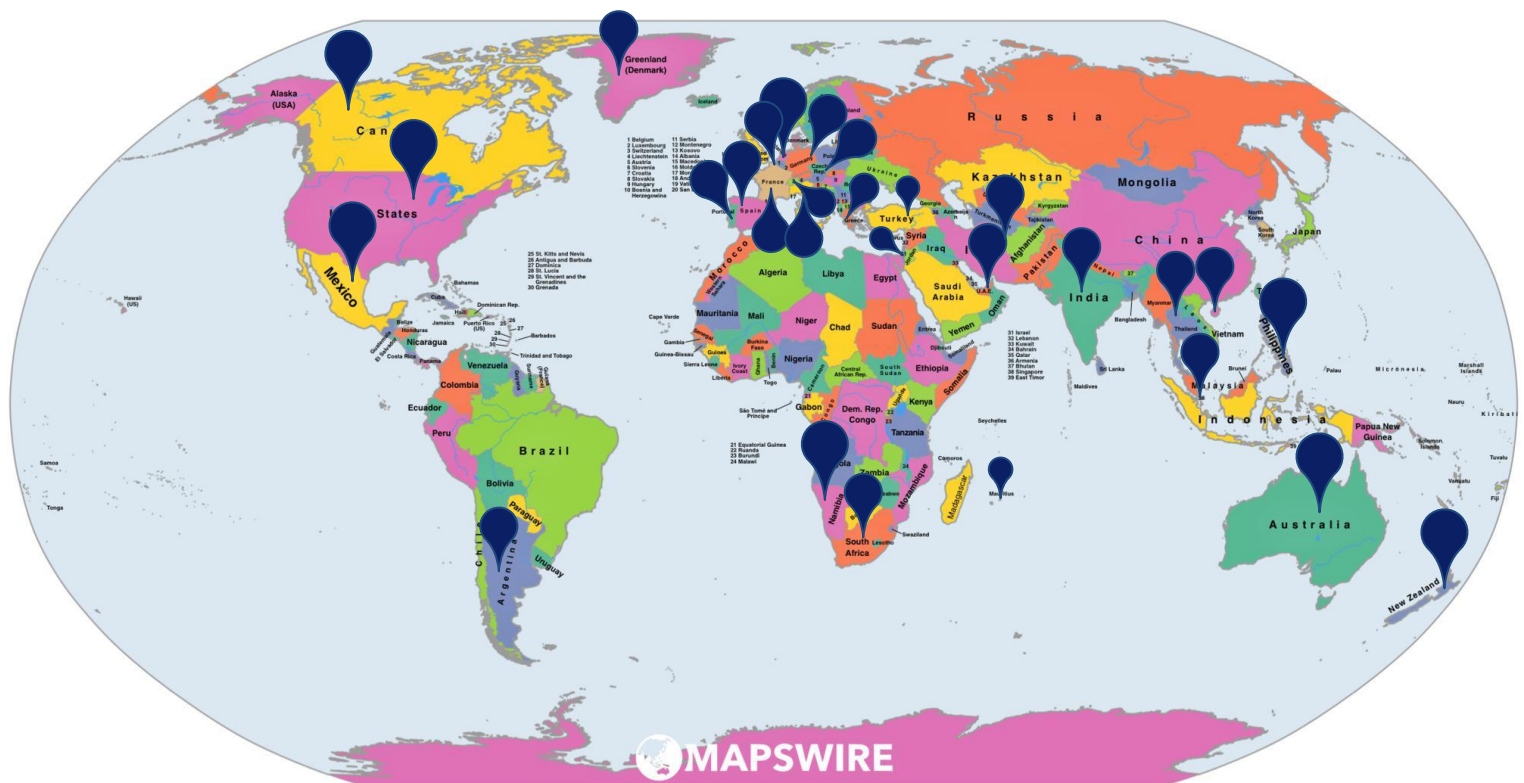 Greenland
(Denmark)
Alaska
(USA)
Iceland
Russia
States
Mexico
Hawaii
(US)
Bahamas
Cuba
Dominican Rep.
Jamaica
Puerto Rico
(US)
Belize
Honduras
Guatemala
El Salvador
Nicaragua
Costa Rica
Panama
Barbados
Trinidad and Tobago
25 St. Kitts and Nevis
26 Antigua and Barbuda
27 Dominica
28 St. Lucia
29 St. Vincent and the
Grenadines
30 Grenada
Venezuela
Guyana
Suriname
Guiana
(France)
Colombia
Ecuador
Peru
Brazil
Bolivia
Paraguay
Chile
Argentina
Uruguay
Samoa
Tonga
1 Belgium
2 Luxembourg
3 Switzerland
4 Liechtenstein
5 Austria
6 Slovenia
7 Croatia
8 Slovakia
9 Hungary
10 Bosnia and
Herzegovina
11 Serbia
12 Montenegro
13 Kosovo
14 Albania
Germany
France
Spain
Ukraine
Greece
Turkey
Georgia
Kazakhstan
Kyrgyzstan
Tajikistan
Mongolia
China
North
Korea
South
Korea
Japan
Syria
Iraq
Afghanistan
Pakistan
Nepal
India
Bangladesh
Myanmar
Thailand
Vietnam
Philippines
Sri Lanka
Maldives
Malaysia
Brunei
Indonesia
Palau
Micronesia
Marshall
Islands
Nauru
Kiribati
Papua New
Guinea
Solomon
Islands
Tuvalu
Vanuatu
Fiji
Australia
New Zealand
Saudi
Arabia
U.A.E.
Oman
Yemen
Morocco
Western
Sahara
Algeria
Libya
Egypt
Cape Verde
Mauritania
Mali
Niger
Chad
Sudan
Eritrea
Djibouti
Somaliland
Senegal
Gambia
Guinea-Bissau
Guinea
Sierra Leone
Liberia
Ivory
Coast
Burkina
Faso
Ghana
Togo
Benin
Nigeria
Cameroon
Central
African Rep.
South
Sudan
Ethiopia
Somalia
São Tomé and
Príncipe
Gabon
Congo
Dem. Rep.
Congo
Uganda
Kenya
Tanzania
Seychelles
Comoros
21 Equatorial Guinea
22 Ruanda
23 Burundi
24 Malawi
Zambia
Mozambique
Madagascar
Mauritius
Namibia
South
Africa
Lesotho
Swaziland
31 Israel
32 Lebanon
33 Kuwait
34 Bahrain
35 Qatar
36 Armenia
37 Bhutan
38 Singapore
39 East Timor
MAPSWIRE